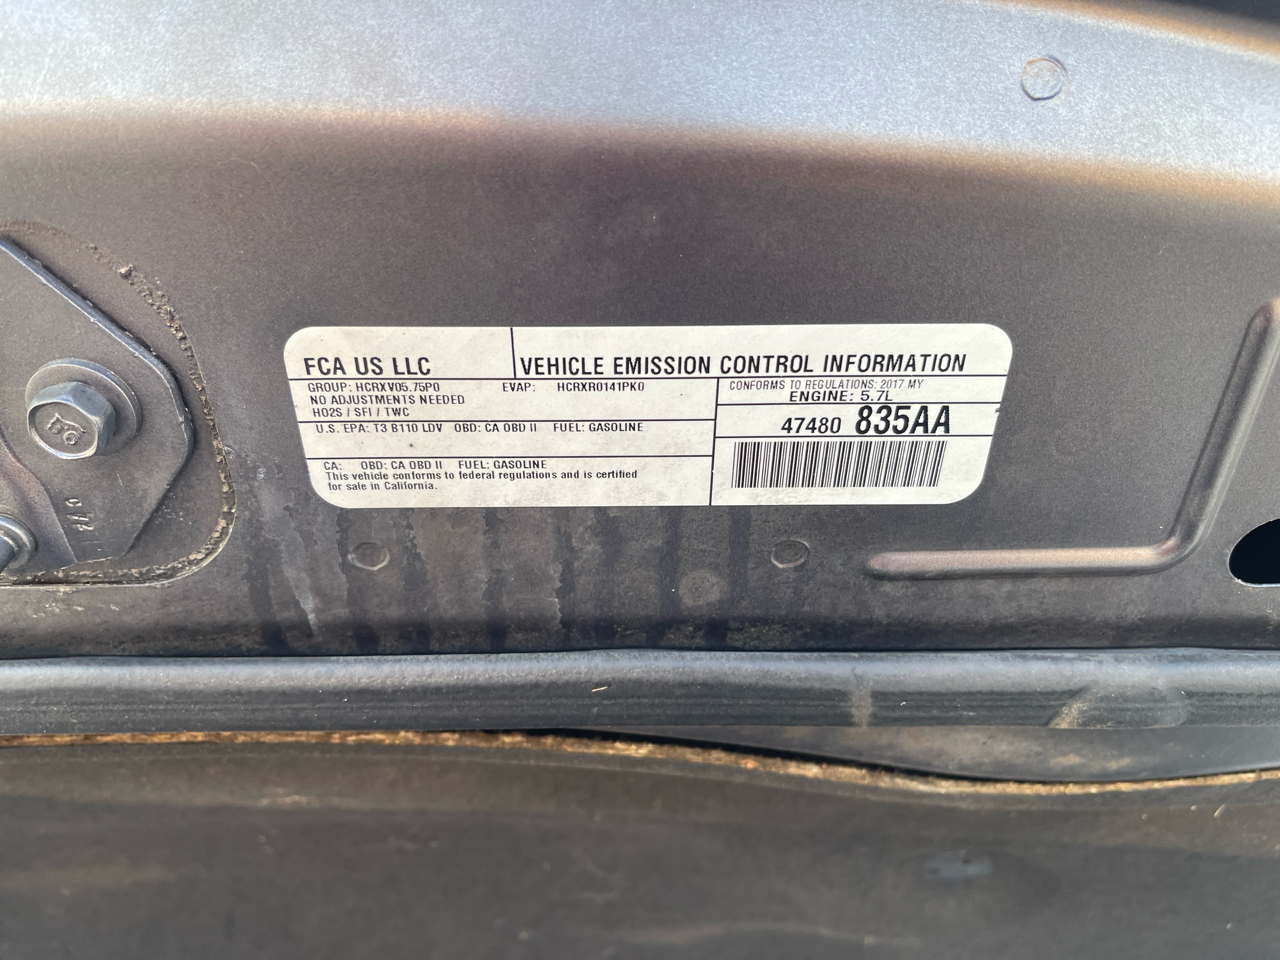 FCA US LLC
VEHICLE EMISSION CONTROL INFORMATION
GROUP: HCRXV05.75P0 EVAP: HCRXR0141PK0
NO ADJUSTMENTS NEEDED
HO2S / SFI / TWC
CONFORMS TO REGULATIONS: 2017 MY
ENGINE: 5.7L
47480 835AA
U.S. EPA: T3 B110 LDV OBD: CA OBD II FUEL: GASOLINE
CA: OBD: CA OBD II FUEL: GASOLINE
This vehicle conforms to federal regulations and is certified
for sale in California.